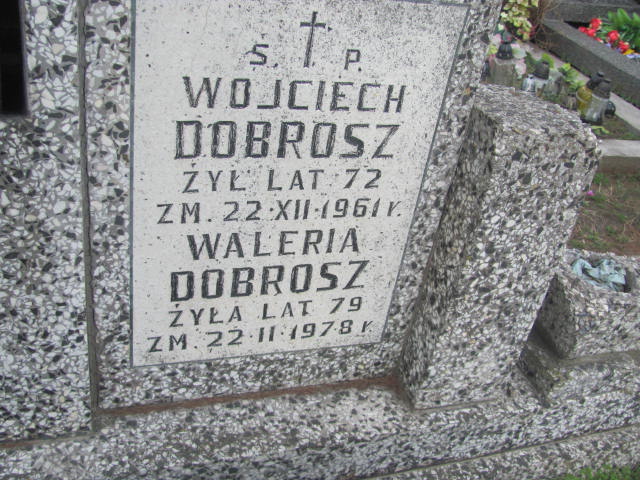 Ś. † P.
WOJCIECH
DOBROSZ
ŻYŁ LAT 72
ZM. 22·XII·1961 r.
WALERIA
DOBROSZ
ŻYŁA LAT 79
ZM. 22·II·1978 r